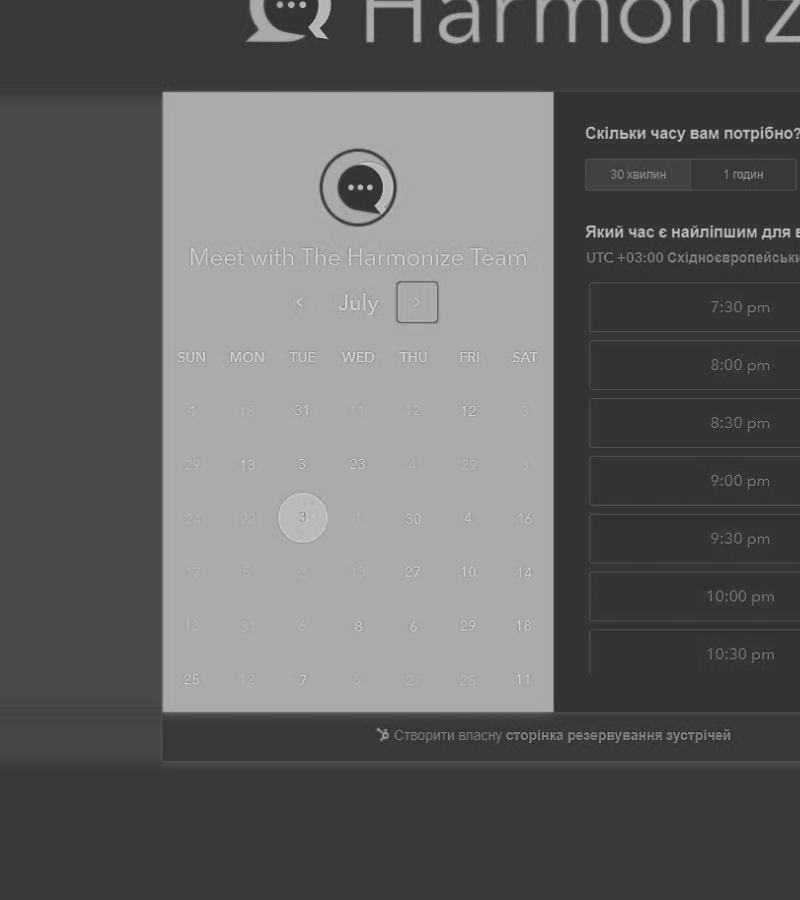 Harmoniz
Meet with The Harmonize Team
July
SUN MON TUE WED THU FRI SAT
1 18 31 11 12 12 3
29 13 3 23 4 29 3
24 22 3 1 30 4 16
17 5 3 13 27 10 14
13 31 6 8 6 29 18
25 12 7 5 21 25 11
Скільки часу вам потрібно?
30 хвилин 1 годин
Який час є найліпшим для в
UTC +03:00 Східноєвропейськи
7:30 pm
8:00 pm
8:30 pm
9:00 pm
9:30 pm
10:00 pm
10:30 pm
Створити власну сторінка резервування зустрічей